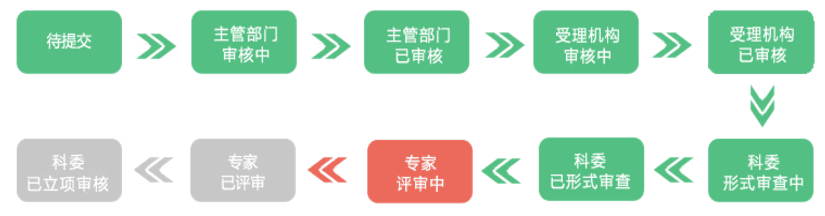 待提交
主管部门
审核中
主管部门
已审核
受理机构
审核中
受理机构
已审核
科委
形式审查中
科委
已形式审查
专家
评审中
专家
已评审
科委
已立项审核